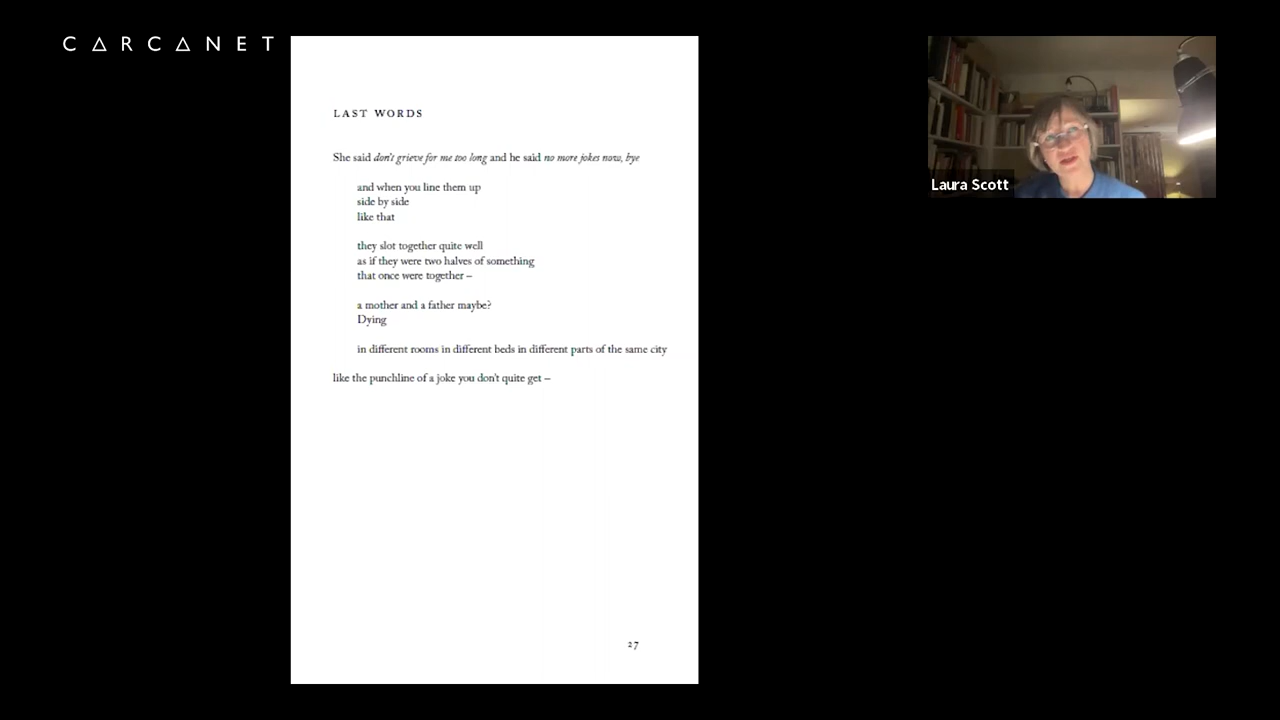 CARCANET
LAST WORDS
She said don't grieve for me too long and he said no more jokes now, bye
and when you line them up
side by side
like that
they slot together quite well
as if they were two halves of something
that once were together –
a mother and a father maybe?
Dying
in different rooms in different beds in different parts of the same city
like the punchline of a joke you don't quite get –
27
Laura Scott